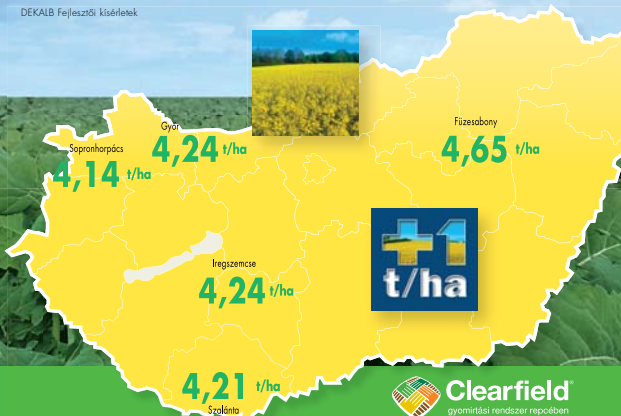 DEKALB Fejlesztői kísérletek
Győr
4,24 t/ha
Sopronhorpács
4,14 t/ha
Füzesabony
4,65 t/ha
+1
t/ha
Iregszemcse
4,24 t/ha
4,21 t/ha
Szalánta
Clearfield®
gyomirtási rendszer repcében